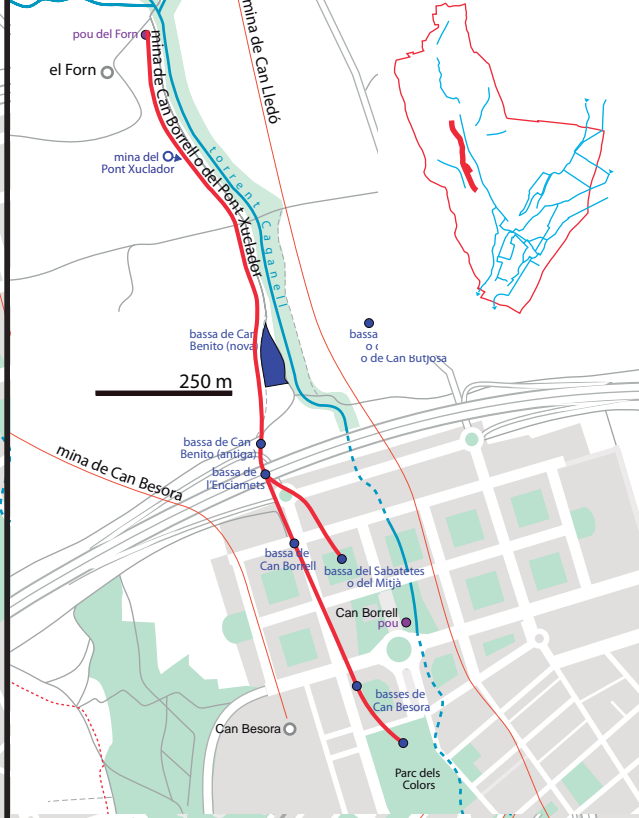 pou del Forn
el Forn
mina de Can Lledó
mina de Can Borrell o del Pont Xuclador
mina del
Pont Xuclador
torrent Caganell
bassa de Can
Benito (nova)
bassa
o de Can Butjosa
250 m
bassa de Can
Benito (antiga)
mina de Can Besora
bassa de
l'Enciamets
bassa de
Can Borrell
bassa del Sabatetes
o del Mitjà
Can Borrell
pou
basses de
Can Besora
Can Besora
Parc dels
Colors